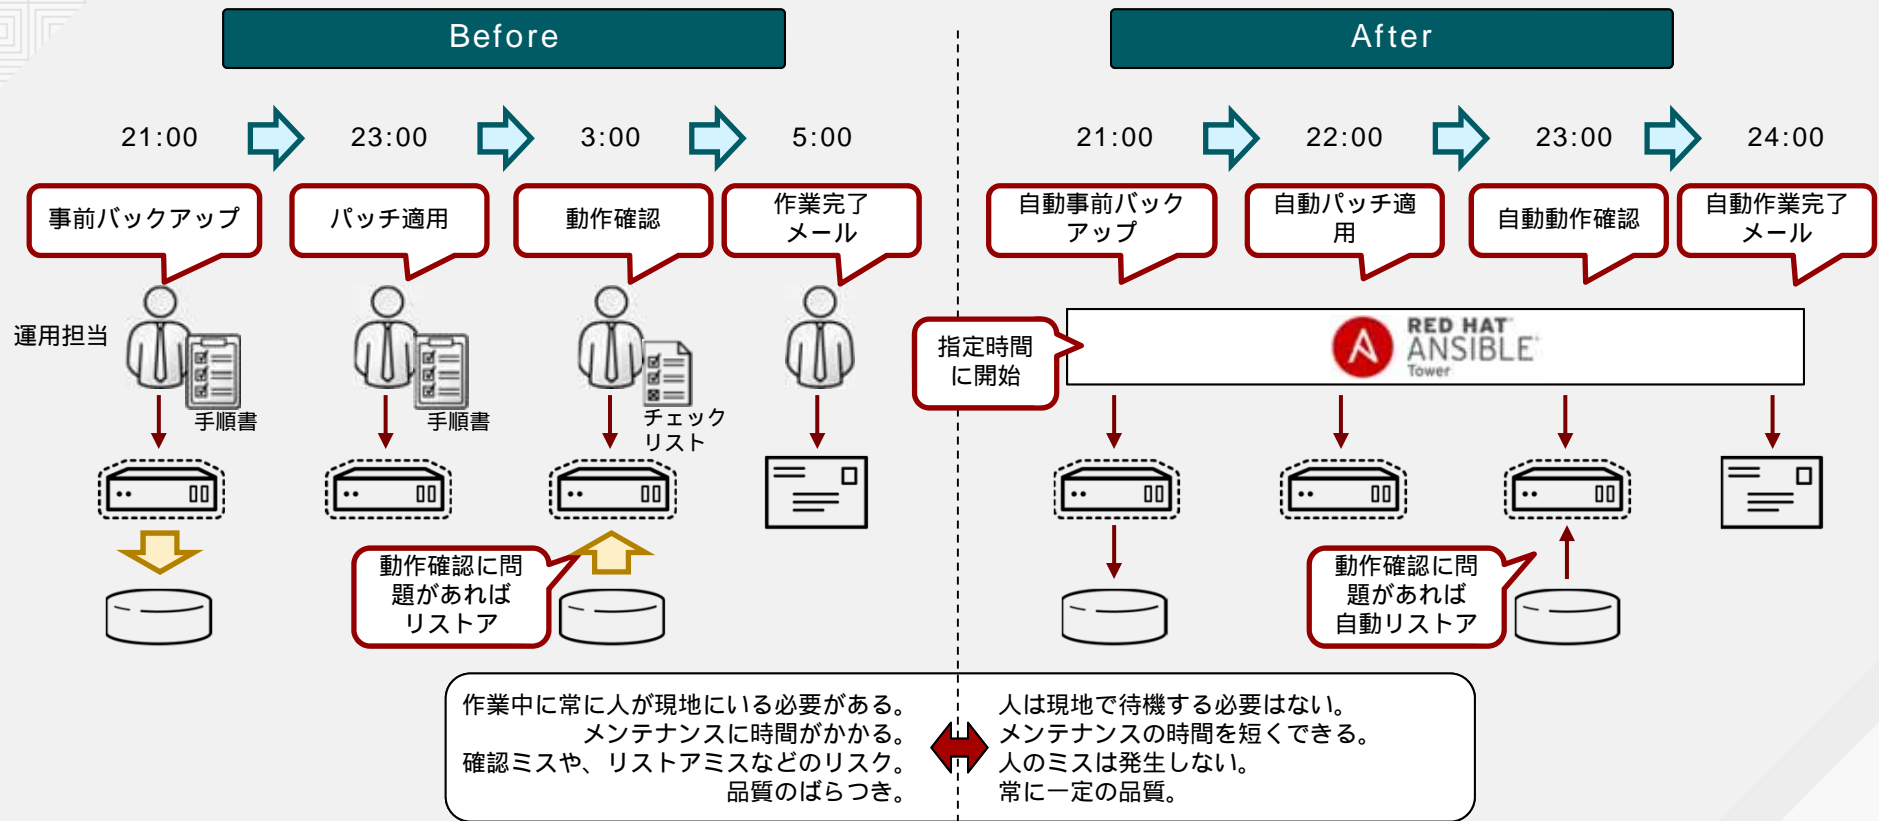 Before
After
21:00
23:00
3:00
5:00
21:00
22:00
23:00
24:00
事前バックアップ
パッチ適用
動作確認
作業完了
メール
自動事前バック
アップ
自動パッチ適
用
自動動作確認
自動作業完了
メール
運用担当
手順書
手順書
チェック
リスト
指定時間
に開始
RED HAT
ANSIBLE
Tower
動作確認に問
題があれば
リストア
動作確認に問
題があれば
自動リストア
作業中に常に人が現地にいる必要がある。
メンテナンスに時間がかかる。
確認ミスや、リストアミスなどのリスク。
品質のばらつき。
人は現地で待機する必要はない。
メンテナンスの時間を短くできる。
人のミスは発生しない。
常に一定の品質。